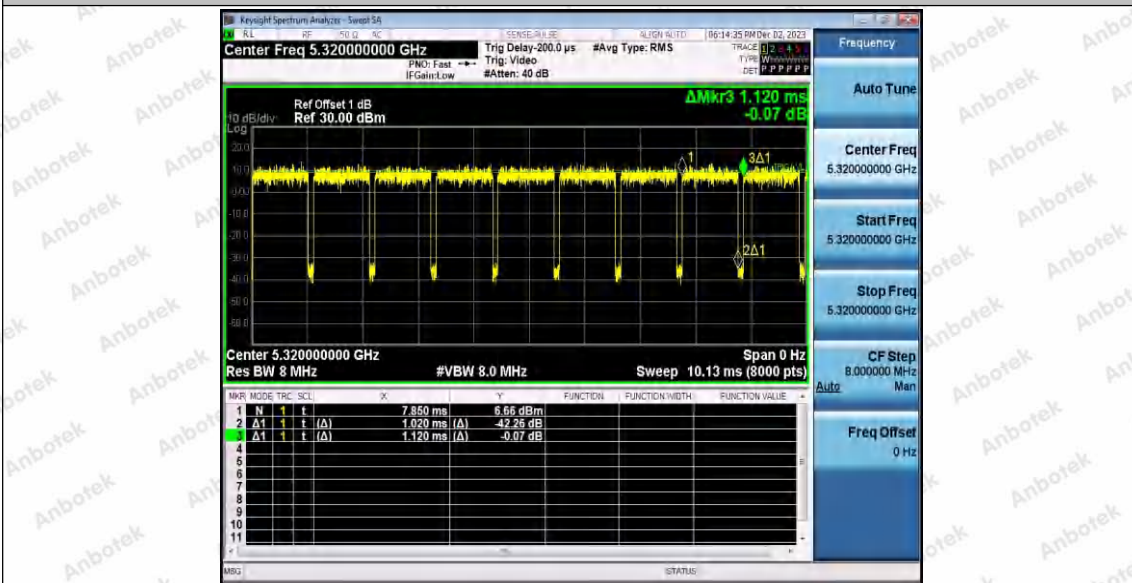 Keysight Spectrum Analyzer - Swept SA
RL RF 50 Ω AC SENSE:PULSE ALIGN AUTO 06:14:35 PM Dec 02, 2023
Center Freq 5.320000000 GHz
PNO: Fast
IFGain:Low
Trig Delay-200.0 µs
Trig: Video
#Atten: 40 dB
#Avg Type: RMS
TRACE 1 2 3 4 5 6
TYPE
DET P P P P P P
ΔMkr3 1.120 ms
-0.07 dB
Ref Offset 1 dB
10 dB/div Ref 30.00 dBm
Log
20.0
10.0
0.00
-10.0
-20.0
-30.0
-40.0
-50.0
-60.0
1
3Δ1
2Δ1
Center 5.320000000 GHz Span 0 Hz
Res BW 8 MHz #VBW 8.0 MHz Sweep 10.13 ms (8000 pts)
MKR MODE TRC SCL X Y FUNCTION FUNCTION WIDTH FUNCTION VALUE
1 N 1 t 7.850 ms 6.66 dBm
2 Δ1 1 t (Δ) 1.020 ms (Δ) -42.26 dB
3 Δ1 1 t (Δ) 1.120 ms (Δ) -0.07 dB
4
5
6
7
8
9
10
11
MSG STATUS
Frequency
Auto Tune
Center Freq
5.320000000 GHz
Start Freq
5.320000000 GHz
Stop Freq
5.320000000 GHz
CF Step
8.000000 MHz
Auto Man
Freq Offset
0 Hz
Anbotek